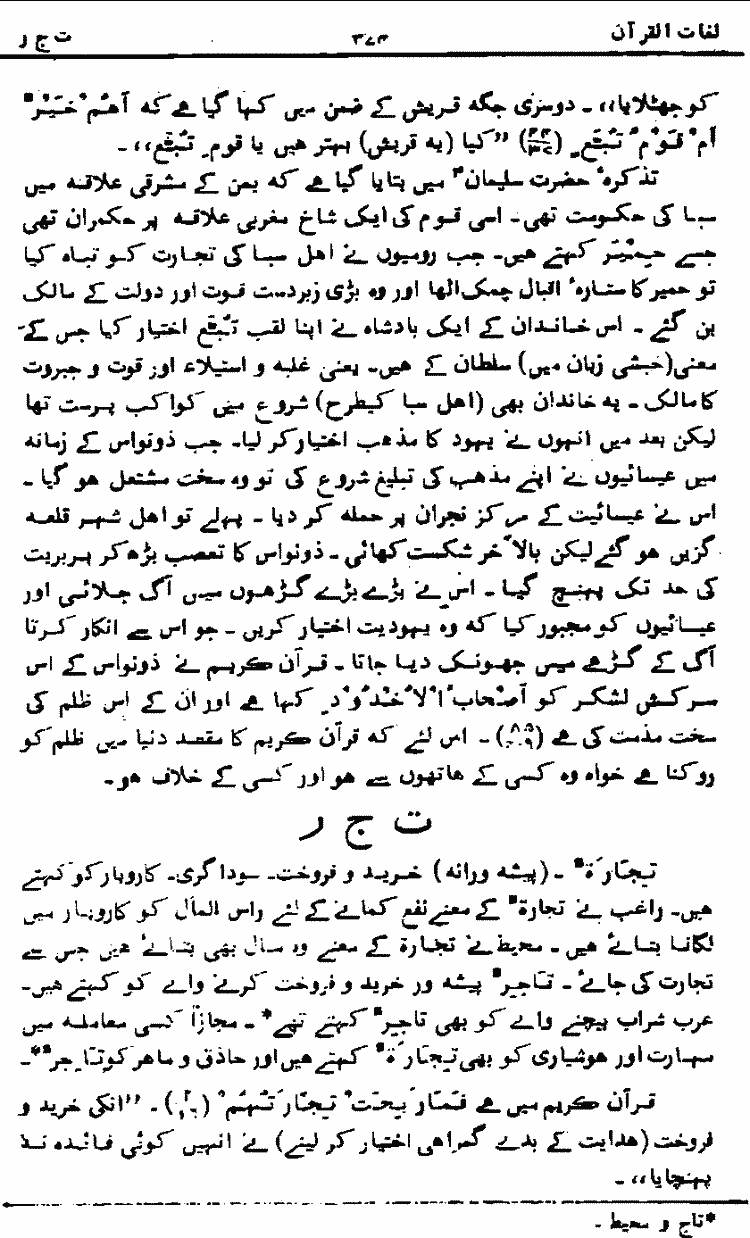 لغات القرآن ۳۷۳ ت ج ر
کو جھٹلایا،،۔ دوسری جگہ قریش کے ضمن میں کہا گیا ہے کہ أَهُمْ خَيْرٌ
أَمْ قَوْمُ تُبَّعٍ (۴۴/۳۷) ”کیا (یہ قریش) بہتر ہیں یا قوم تُبَّع،،۔
تذکرہٴ حضرت سلیمانؑ میں بتایا گیا ہے کہ یمن کے مشرقی علاقہ میں
سبا کی حکومت تھی۔ اسی قوم کی ایک شاخ مغربی علاقہ پر حکمران تھی
جسے حِمْیَر کہتے ہیں۔ جب رومیوں نے اہل سبا کی تجارت کو تباہ کیا
تو حمیر کا ستارہٴ اقبال چمک اٹھا اور وہ بڑی زبردست قوت اور دولت کے مالک
بن گئے۔ اس خاندان کے ایک بادشاہ نے اپنا لقب تُبَّع اختیار کیا جس کے
معنی (حبشی زبان میں) سلطان کے ہیں۔ یعنی غلبہ و استیلاء اور قوت و جبروت
کا مالک۔ یہ خاندان بھی (اہل سبا کیطرح) شروع میں کواکب پرست تھا
لیکن بعد میں انہوں نے یہود کا مذہب اختیار کر لیا۔ جب ذونواس کے زمانہ
میں عیسائیوں نے اپنے مذہب کی تبلیغ شروع کی تو وہ سخت مشتعل ہو گیا۔
اس نے عیسائیت کے مرکز نجران پر حملہ کر دیا۔ پہلے تو اہل شہر قلعہ
گزیں ہو گئے لیکن بالآخر شکست کھائی۔ ذونواس کا تعصب بڑھ کر بربریت
کی حد تک پہنچ گیا۔ اس نے بڑے بڑے گڑھوں میں آگ جلائی اور
عیسائیوں کو مجبور کیا کہ وہ یہودیت اختیار کریں۔ جو اس سے انکار کرتا
آگ کے گڑھے میں جھونک دیا جاتا۔ قرآن کریم نے ذونواس کے اس
سرکش لشکر کو أَصْحَابُ الْأُخْدُودِ کہا ہے اور ان کے اس ظلم کی
سخت مذمت کی ہے۔ اس لئے کہ قرآن کریم کا مقصد دنیا میں ظلم کو
روکنا ہے خواہ وہ کسی کے ہاتھوں سے ہو اور کسی کے خلاف ہو۔
ت ج ر
تِجَارَةٌ۔ (پیشہ ورانہ) خرید و فروخت۔ سوداگری۔ کاروبار کو کہتے
ہیں۔ راغب نے تجارةٌ کے معنے نفع کمانے کے لئے راس المال کو کاروبار میں
لگانا بتائے ہیں۔ محیط نے تجارة کے معنے وہ مال بھی بتائے ہیں جس سے
تجارت کی جائے۔ تَاجِرٌ پیشہ ور خرید و فروخت کرنے والے کو کہتے ہیں۔
عرب شراب بیچنے والے کو بھی تَاجِرٌ کہتے تھے*۔ مجازاً کسی معاملہ میں
مہارت اور ہوشیاری کو بھی تِجَارَةٌ کہتے ہیں اور حاذق و ماہر کو تَاجِرٌ*۔
قرآن کریم میں ہے فَمَا رَبِحَتْ تِجَارَتُهُمْ (۲/۱۶)۔ ”انکی خرید و
فروخت (ہدایت کے بدلے گمراہی اختیار کر لینے) نے انہیں کوئی فائدہ نہ
پہنچایا،،۔
*تاج و محیط۔